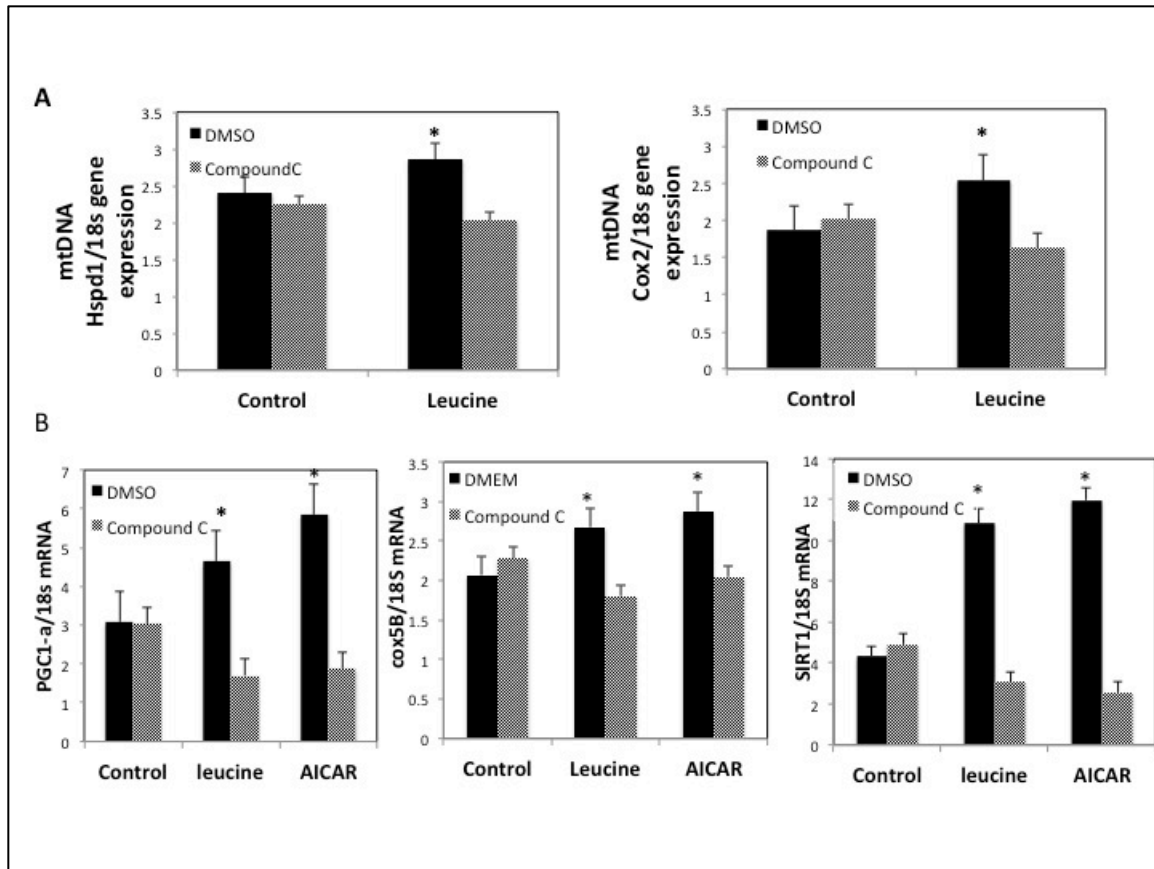 A
mtDNA
Hspd1/18s gene
expression
3.5
3
2.5
2
1.5
1
0.5
0
DMSO
CompoundC
*
Control Leucine
mtDNA
Cox2/18s gene
expression
3.5
3
2.5
2
1.5
1
0.5
0
DMSO
Compound C
*
Control Leucine
B
PGC1-a/18s mRNA
7
6
5
4
3
2
1
0
DMSO
Compound C
*
*
Control leucine AICAR
cox5B/18S mRNA
3.5
3
2.5
2
1.5
1
0.5
0
DMEM
Compound C
*
*
Control Leucine AICAR
SIRT1/18S mRNA
14
12
10
8
6
4
2
0
DMSO
Compound C
*
*
Control leucine AICAR